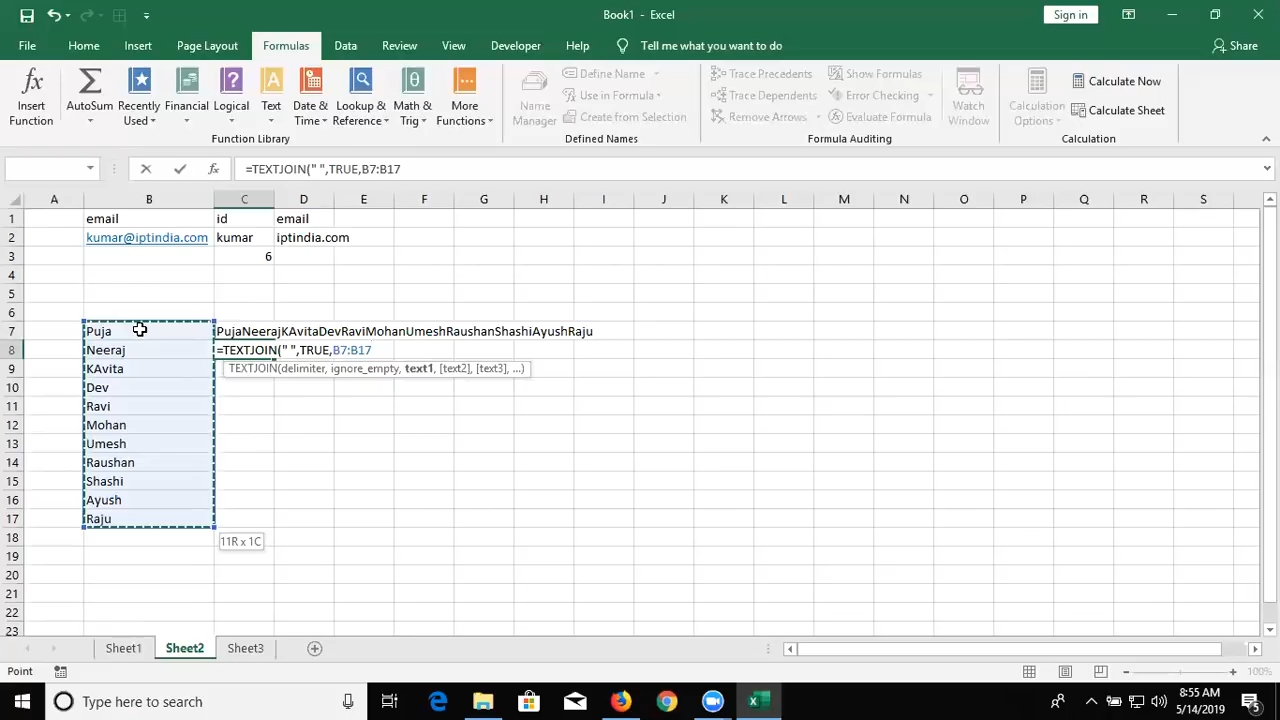 Book1 - Excel
Sign in
File Home Insert Page Layout Formulas Data Review View Developer Help Tell me what you want to do Share
Insert Function
AutoSum
Recently Used
Financial
Logical
Text
Date & Time
Lookup & Reference
Math & Trig
More Functions
Function Library
Name Manager
Define Name
Use in Formula
Create from Selection
Defined Names
Trace Precedents
Trace Dependents
Remove Arrows
Show Formulas
Error Checking
Evaluate Formula
Formula Auditing
Watch Window
Calculation Options
Calculate Now
Calculate Sheet
Calculation
fx =TEXTJOIN(" ",TRUE,B7:B17
A B C D E F G H I J K L M N O P Q R S
1 email id email
2 kumar@iptindia.com kumar iptindia.com
3 6
4
5
6
7 Puja PujaNeerajKAvitaDevRaviMohanUmeshRaushanShashiAyushRaju
8 Neeraj =TEXTJOIN(" ",TRUE,B7:B17
9 KAvita TEXTJOIN(delimiter, ignore_empty, text1, [text2], [text3], ...)
10 Dev
11 Ravi
12 Mohan
13 Umesh
14 Raushan
15 Shashi
16 Ayush
17 Raju
18 11R x 1C
19
20
21
22
23
Sheet1 Sheet2 Sheet3
Point 100%
Type here to search
8:55 AM
5/14/2019
5